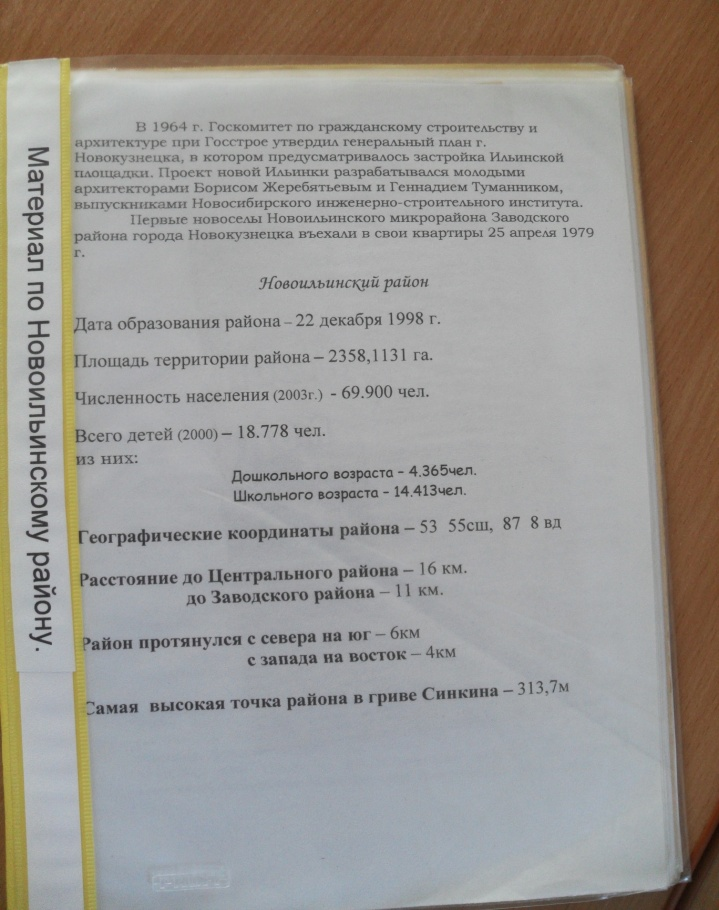 Материал по Новоильинскому району.
В 1964 г. Госкомитет по гражданскому строительству и
архитектуре при Госстрое утвердил генеральный план г.
Новокузнецка, в котором предусматривалось застройка Ильинской
площадки. Проект новой Ильинки разрабатывался молодыми
архитекторами Борисом Жеребятьевым и Геннадием Туманником,
выпускниками Новосибирского инженерно-строительного института.
Первые новоселы Новоильинского микрорайона Заводского
района города Новокузнецка въехали в свои квартиры 25 апреля 1979
г.
Новоильинский район
Дата образования района – 22 декабря 1998 г.
Площадь территории района – 2358,1131 га.
Численность населения (2003г.) - 69.900 чел.
Всего детей (2000) – 18.778 чел.
из них:
Дошкольного возраста – 4.365чел.
Школьного возраста – 14.413чел.
Географические координаты района – 53 55сш, 87 8 вд
Расстояние до Центрального района – 16 км.
до Заводского района – 11 км.
Район протянулся с севера на юг – 6км
с запада на восток – 4км
Самая высокая точка района в гриве Синкина – 313,7м